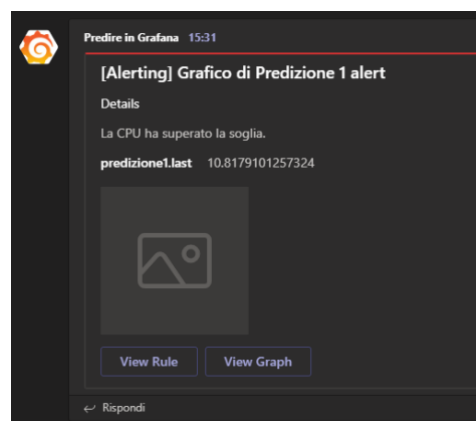 Predire in Grafana 15:31
[Alerting] Grafico di Predizione 1 alert
Details
La CPU ha superato la soglia.
predizione1.last 10.8179101257324
View Rule View Graph
Rispondi